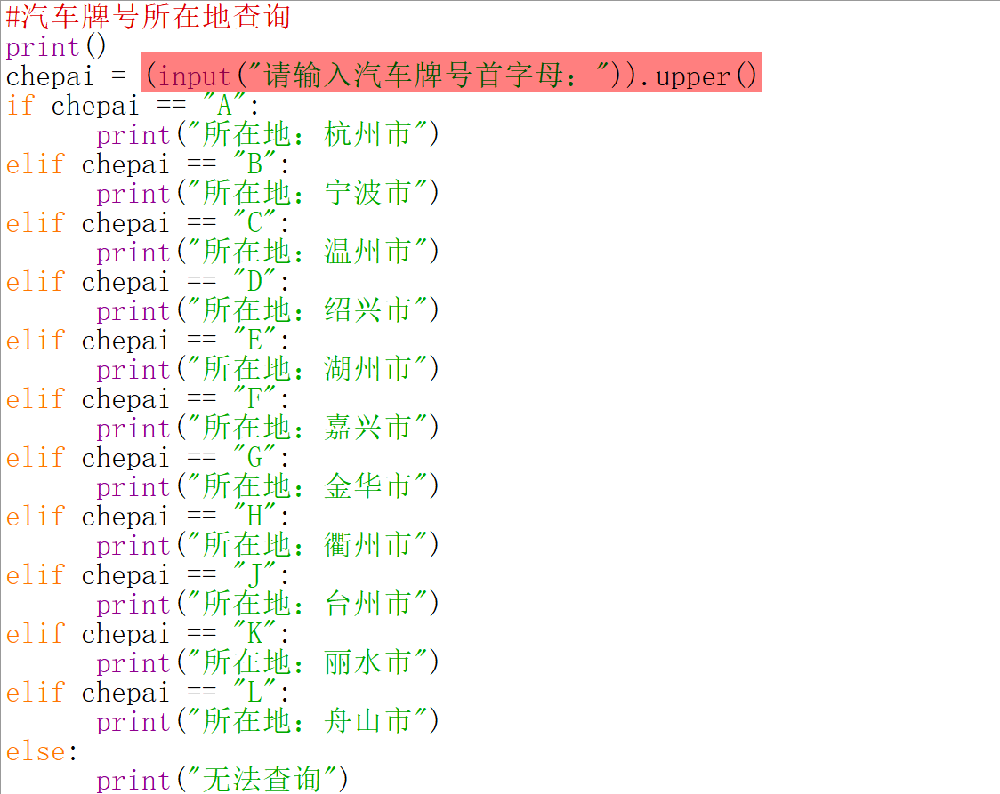 #汽车牌号所在地查询
print()
chepai = (input("请输入汽车牌号首字母：")).upper()
if chepai == "A":
print("所在地：杭州市")
elif chepai == "B":
print("所在地：宁波市")
elif chepai == "C":
print("所在地：温州市")
elif chepai == "D":
print("所在地：绍兴市")
elif chepai == "E":
print("所在地：湖州市")
elif chepai == "F":
print("所在地：嘉兴市")
elif chepai == "G":
print("所在地：金华市")
elif chepai == "H":
print("所在地：衢州市")
elif chepai == "J":
print("所在地：台州市")
elif chepai == "K":
print("所在地：丽水市")
elif chepai == "L":
print("所在地：舟山市")
else:
print("无法查询")